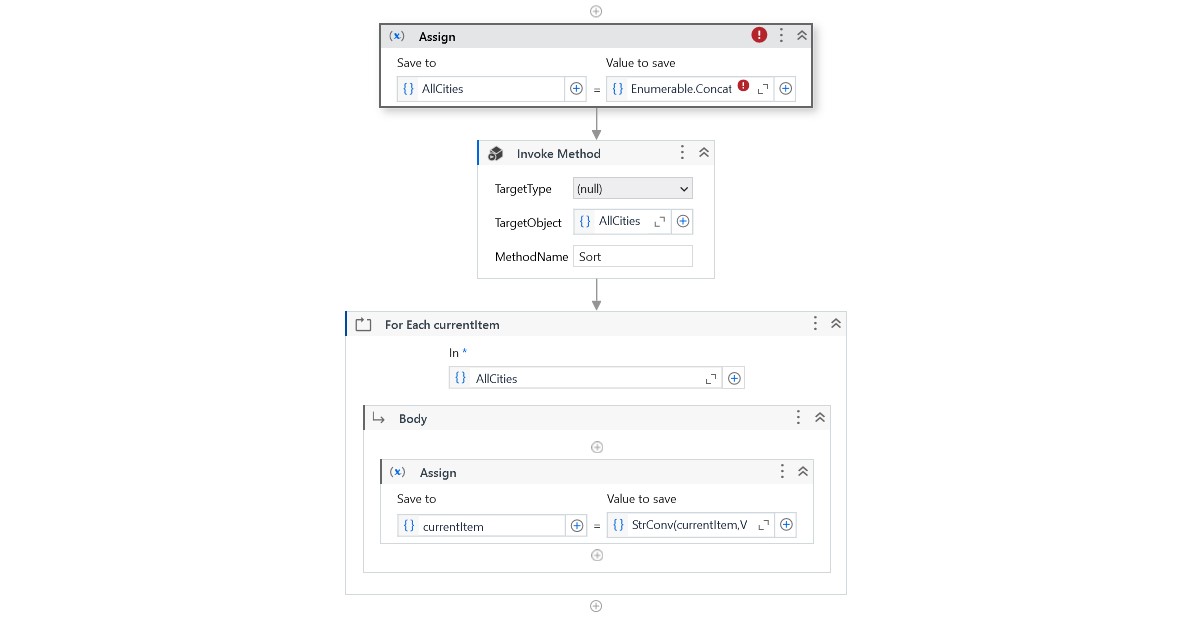 Assign
Save to
Value to save
AllCities
=
Enumerable.Concat
Invoke Method
TargetType
(null)
TargetObject
AllCities
MethodName
Sort
For Each currentItem
In *
AllCities
Body
Assign
Save to
Value to save
currentItem
=
StrConv(currentItem,V